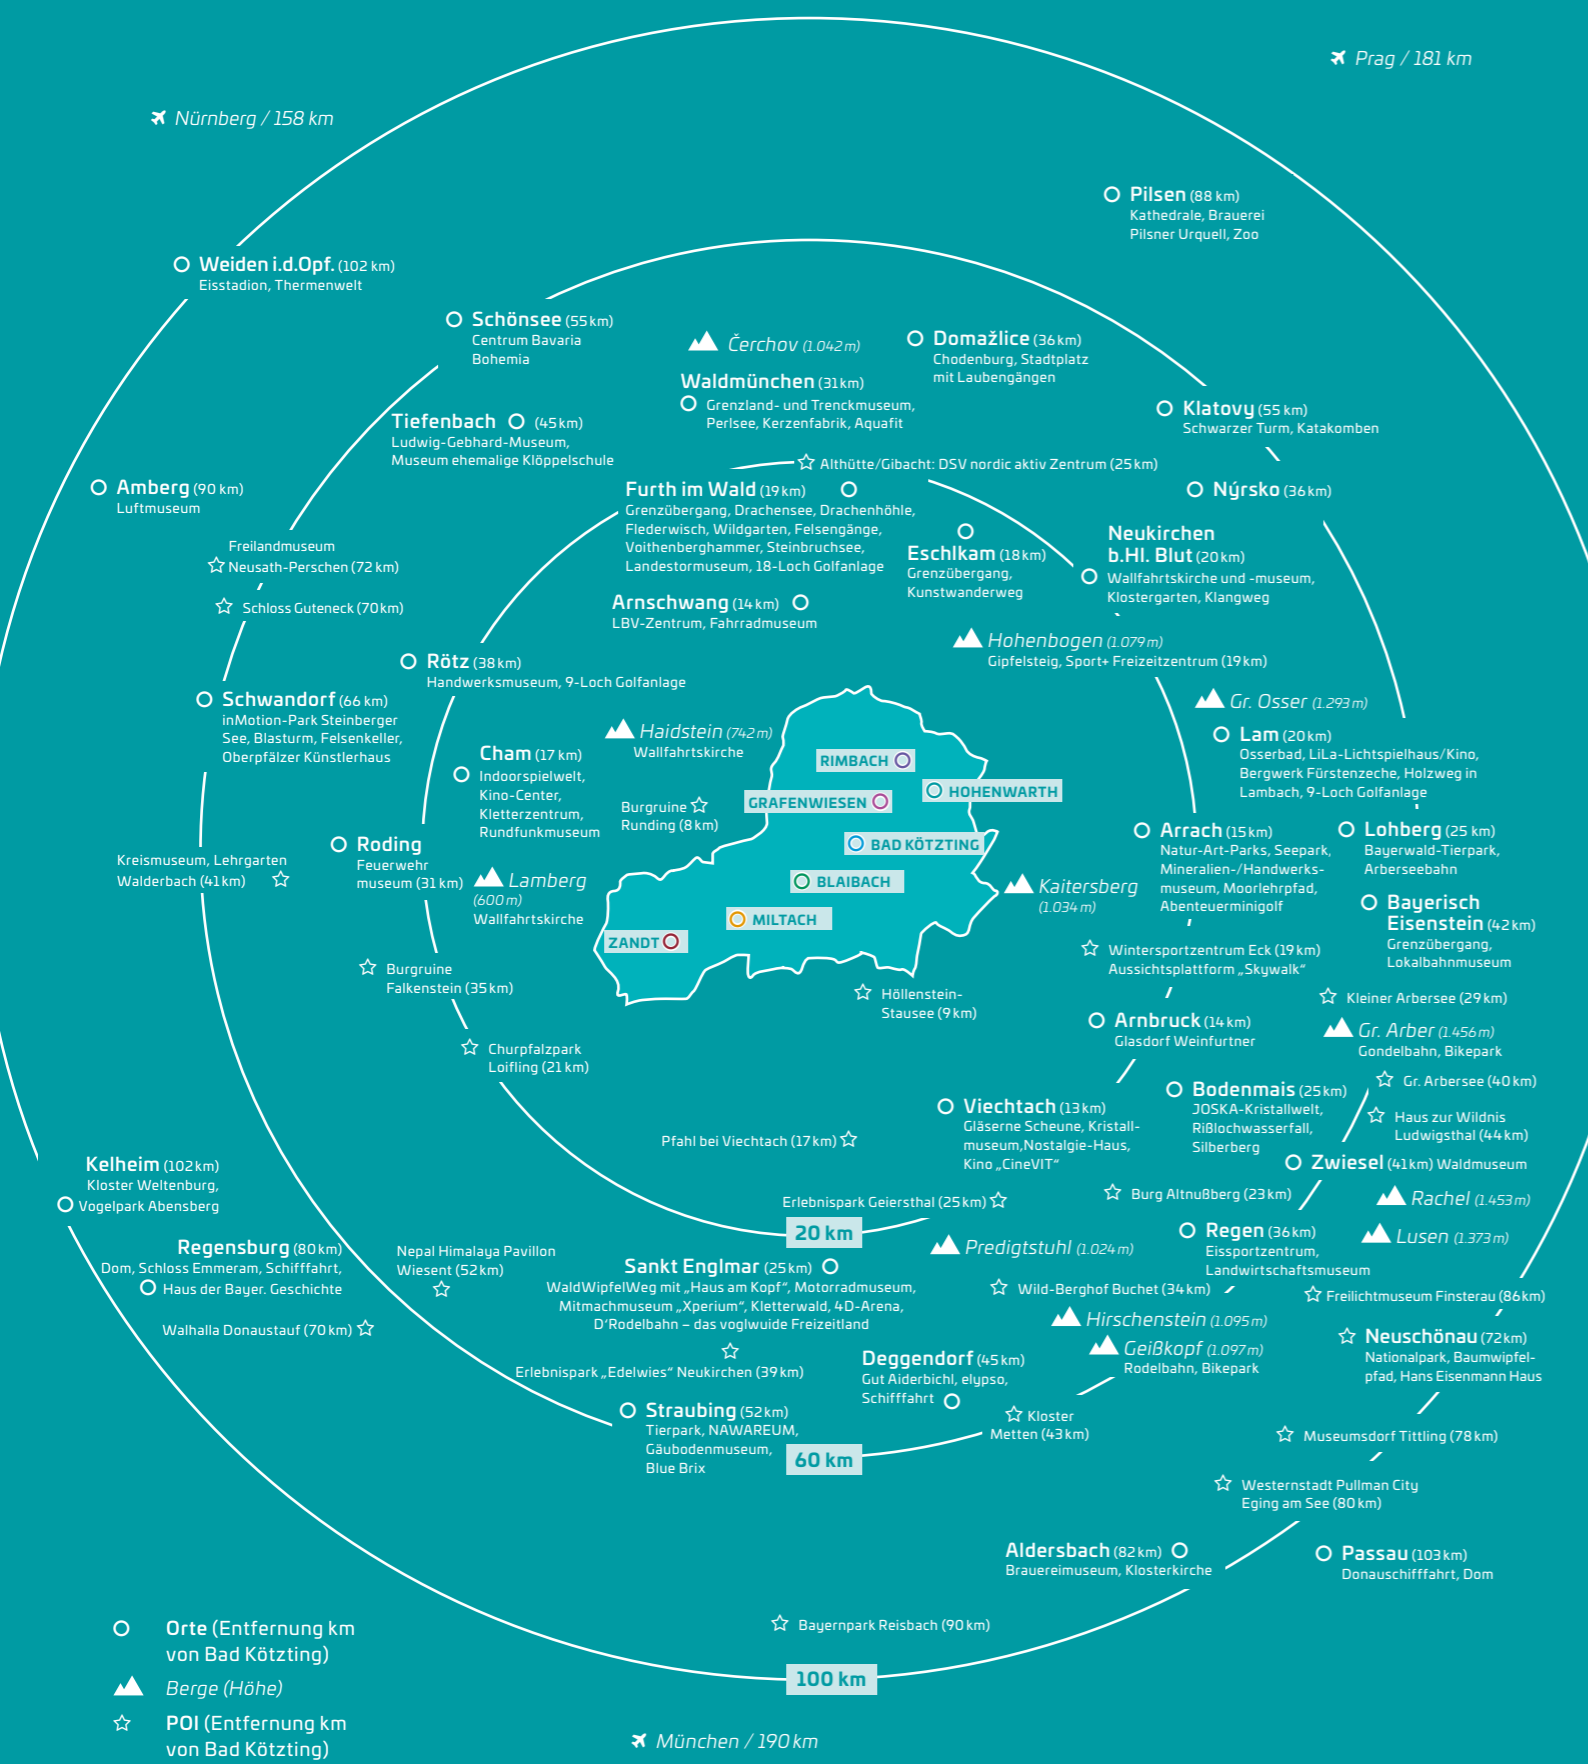 Prag / 181 km
Nürnberg / 158 km
Pilsen (88 km)
Kathedrale, Brauerei
Pilsner Urquell, Zoo
Weiden i.d.Opf. (102 km)
Eisstadion, Thermenwelt
Schönsee (55 km)
Centrum Bavaria
Bohemia
Čerchov (1.042 m)
Domažlice (36 km)
Chodenburg, Stadtplatz
mit Laubengängen
Waldmünchen (31 km)
Grenzland- und Trenckmuseum,
Perlsee, Kerzenfabrik, Aquafit
Klatovy (55 km)
Schwarzer Turm, Katakomben
Tiefenbach (45 km)
Ludwig-Gebhard-Museum,
Museum ehemalige Klöppelschule
Althütte/Gibacht: DSV nordic aktiv Zentrum (25 km)
Amberg (90 km)
Luftmuseum
Furth im Wald (19 km)
Grenzübergang, Drachensee, Drachenhöhle,
Flederwisch, Wildgarten, Felsengänge,
Voithenberghammer, Steinbruchsee,
Landestormuseum, 18-Loch Golfanlage
Nýrsko (36 km)
Freilandmuseum
Neusath-Perschen (72 km)
Eschlkam (18 km)
Grenzübergang,
Kunstwanderweg
Neukirchen
b.Hl. Blut (20 km)
Wallfahrtskirche und -museum,
Klostergarten, Klangweg
Schloss Guteneck (70 km)
Arnschwang (14 km)
LBV-Zentrum, Fahrradmuseum
Hohenbogen (1.079 m)
Gipfelsteig, Sport+ Freizeitzentrum (19 km)
Rötz (38 km)
Handwerksmuseum, 9-Loch Golfanlage
Schwandorf (66 km)
inMotion-Park Steinberger
See, Blasturm, Felsenkeller,
Oberpfälzer Künstlerhaus
Gr. Osser (1.293 m)
Haidstein (742 m)
Wallfahrtskirche
Lam (20 km)
Osserbad, LiLa-Lichtspielhaus/Kino,
Bergwerk Fürstenzeche, Holzweg in
Lambach, 9-Loch Golfanlage
Cham (17 km)
Indoorspielwelt,
Kino-Center,
Kletterzentrum,
Rundfunkmuseum
RIMBACH
HOHENWARTH
GRAFENWIESEN
Burgruine
Runding (8 km)
BAD KÖTZTING
Roding
Feuerwehr
museum (31 km)
Arrach (15 km)
Natur-Art-Parks, Seepark,
Mineralien-/Handwerks-
museum, Moorlehrpfad,
Abenteuerminigolf
Lohberg (25 km)
Bayerwald-Tierpark,
Arberseebahn
Kreismuseum, Lehrgarten
Walderbach (41 km)
Lamberg
(600 m)
Wallfahrtskirche
BLAIBACH
Kaitersberg
(1.034 m)
Bayerisch
Eisenstein (42 km)
Grenzübergang,
Lokalbahnmuseum
MILTACH
ZANDT
Wintersportzentrum Eck (19 km)
Aussichtsplattform „Skywalk“
Burgruine
Falkenstein (35 km)
Höllenstein-
Stausee (9 km)
Kleiner Arbersee (29 km)
Arnbruck (14 km)
Glasdorf Weinfurtner
Gr. Arber (1.456 m)
Gondelbahn, Bikepark
Churpfalzpark
Loifling (21 km)
Gr. Arbersee (40 km)
Bodenmais (25 km)
JOSKA-Kristallwelt,
Rißlochwasserfall,
Silberberg
Viechtach (13 km)
Gläserne Scheune, Kristall-
museum,Nostalgie-Haus,
Kino „CineVIT“
Haus zur Wildnis
Ludwigsthal (44 km)
Pfahl bei Viechtach (17 km)
Zwiesel (41 km) Waldmuseum
Kelheim (102 km)
Kloster Weltenburg,
Vogelpark Abensberg
Erlebnispark Geiersthal (25 km)
Burg Altnußberg (23 km)
Rachel (1.453 m)
20 km
Regen (36 km)
Eissportzentrum,
Landwirtschaftsmuseum
Lusen (1.373 m)
Regensburg (80 km)
Dom, Schloss Emmeram, Schifffahrt,
Haus der Bayer. Geschichte
Nepal Himalaya Pavillon
Wiesent (52 km)
Predigtstuhl (1.024 m)
Sankt Englmar (25 km)
WaldWipfelWeg mit „Haus am Kopf“, Motorradmuseum,
Mitmachmuseum „Xperium“, Kletterwald, 4D-Arena,
D‘Rodelbahn – das voglwuide Freizeitland
Wild-Berghof Buchet (34 km)
Freilichtmuseum Finsterau (86 km)
Hirschenstein (1.095 m)
Walhalla Donaustauf (70 km)
Geißkopf (1.097 m)
Rodelbahn, Bikepark
Neuschönau (72 km)
Nationalpark, Baumwipfel-
pfad, Hans Eisenmann Haus
Erlebnispark „Edelwies“ Neukirchen (39 km)
Deggendorf (45 km)
Gut Aiderbichl, elypso,
Schifffahrt
Straubing (52 km)
Tierpark, NAWAREUM,
Gäubodenmuseum,
Blue Brix
Kloster
Metten (43 km)
60 km
Museumsdorf Tittling (78 km)
Westernstadt Pullman City
Eging am See (80 km)
Aldersbach (82 km)
Brauereimuseum, Klosterkirche
Passau (103 km)
Donauschifffahrt, Dom
Bayernpark Reisbach (90 km)
100 km
Orte (Entfernung km
von Bad Kötzting)
Berge (Höhe)
POI (Entfernung km
von Bad Kötzting)
München / 190 km